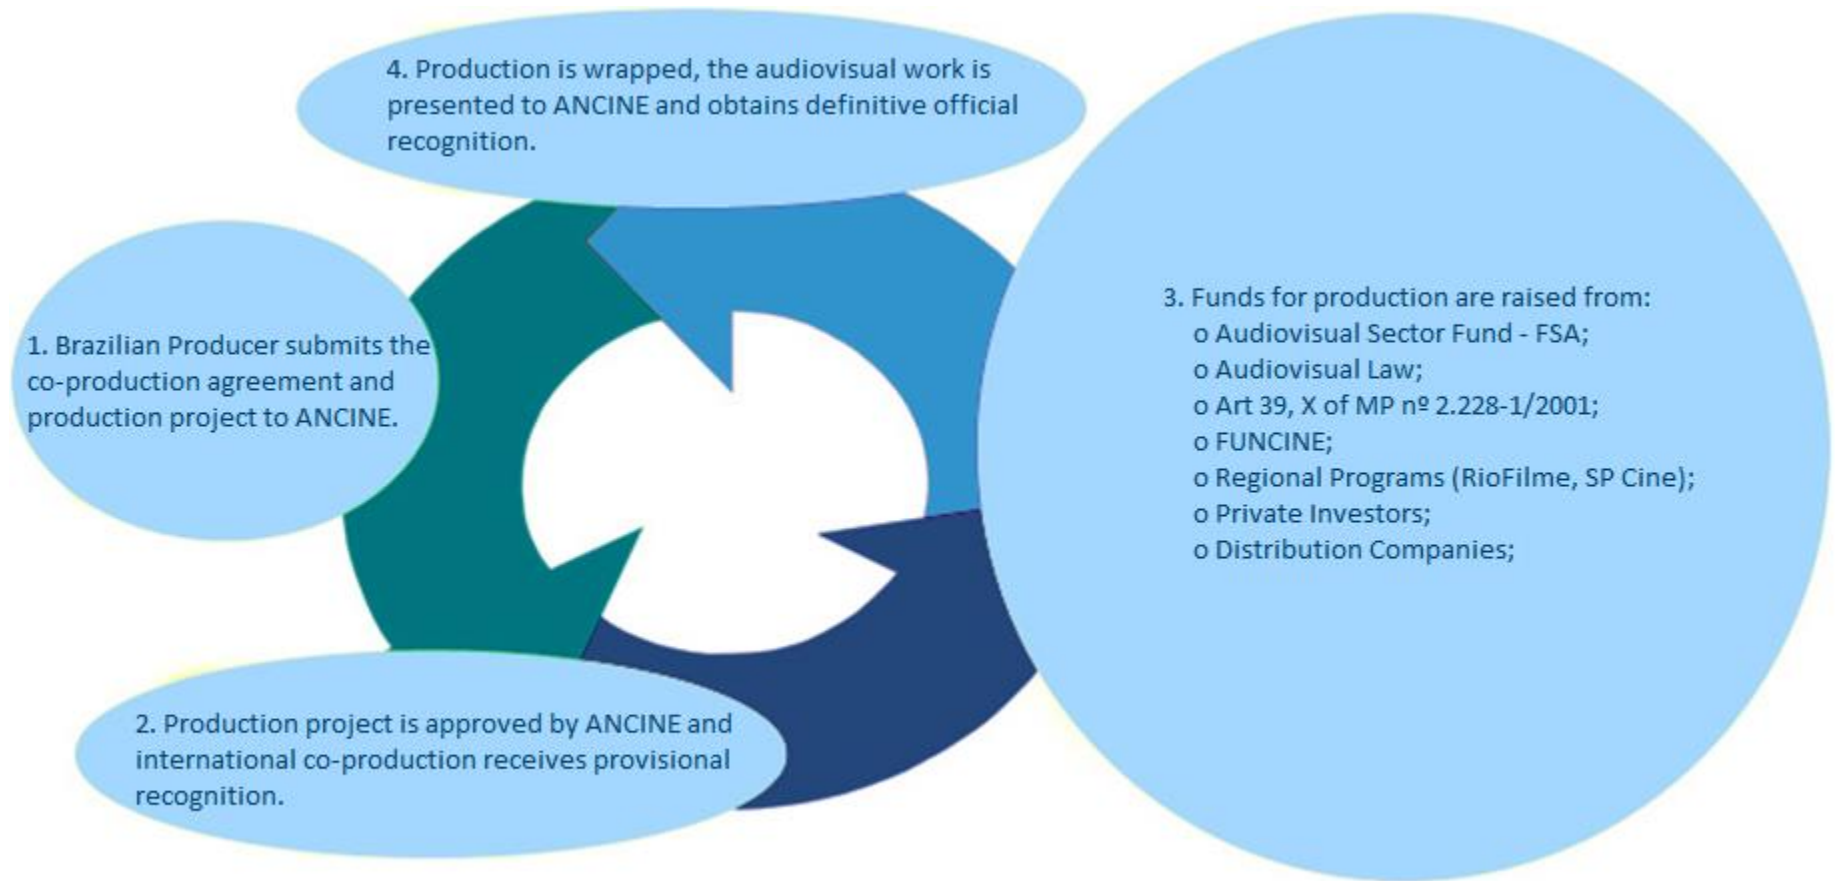 4. Production is wrapped, the audiovisual work is
presented to ANCINE and obtains definitive official
recognition.
1. Brazilian Producer submits the
co-production agreement and
production project to ANCINE.
3. Funds for production are raised from:
o Audiovisual Sector Fund - FSA;
o Audiovisual Law;
o Art 39, X of MP nº 2.228-1/2001;
o FUNCINE;
o Regional Programs (RioFilme, SP Cine);
o Private Investors;
o Distribution Companies;
2. Production project is approved by ANCINE and
international co-production receives provisional
recognition.